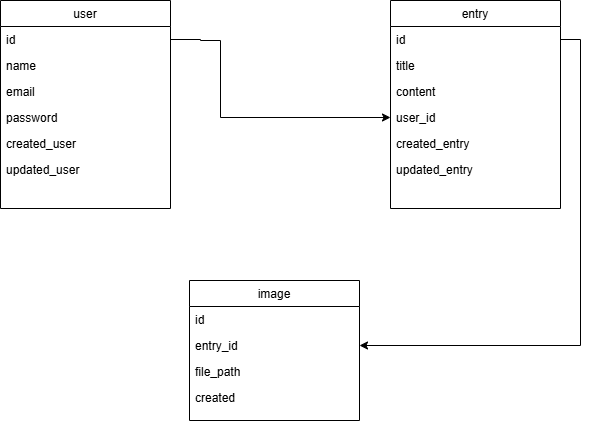 user
id
name
email
password
created_user
updated_user
entry
id
title
content
user_id
created_entry
updated_entry
image
id
entry_id
file_path
created